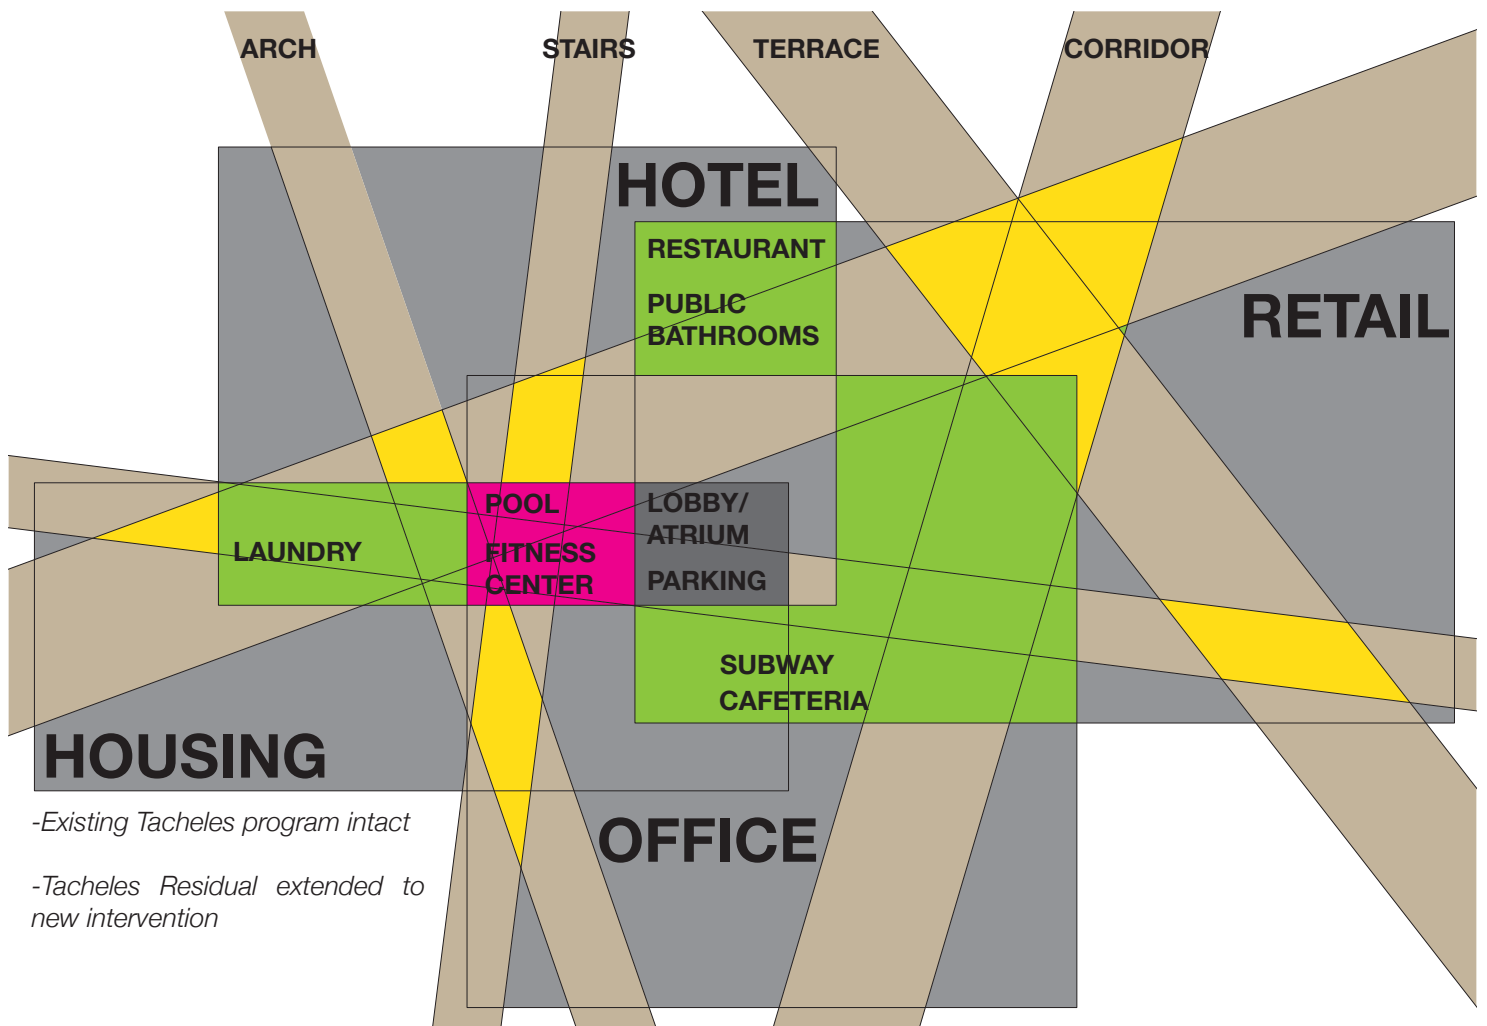 ARCH
STAIRS
TERRACE
CORRIDOR
HOTEL
RESTAURANT
PUBLIC
BATHROOMS
RETAIL
POOL
FITNESS
CENTER
LOBBY/
ATRIUM
PARKING
LAUNDRY
SUBWAY
CAFETERIA
HOUSING
OFFICE
-Existing Tacheles program intact
-Tacheles Residual extended to
new intervention